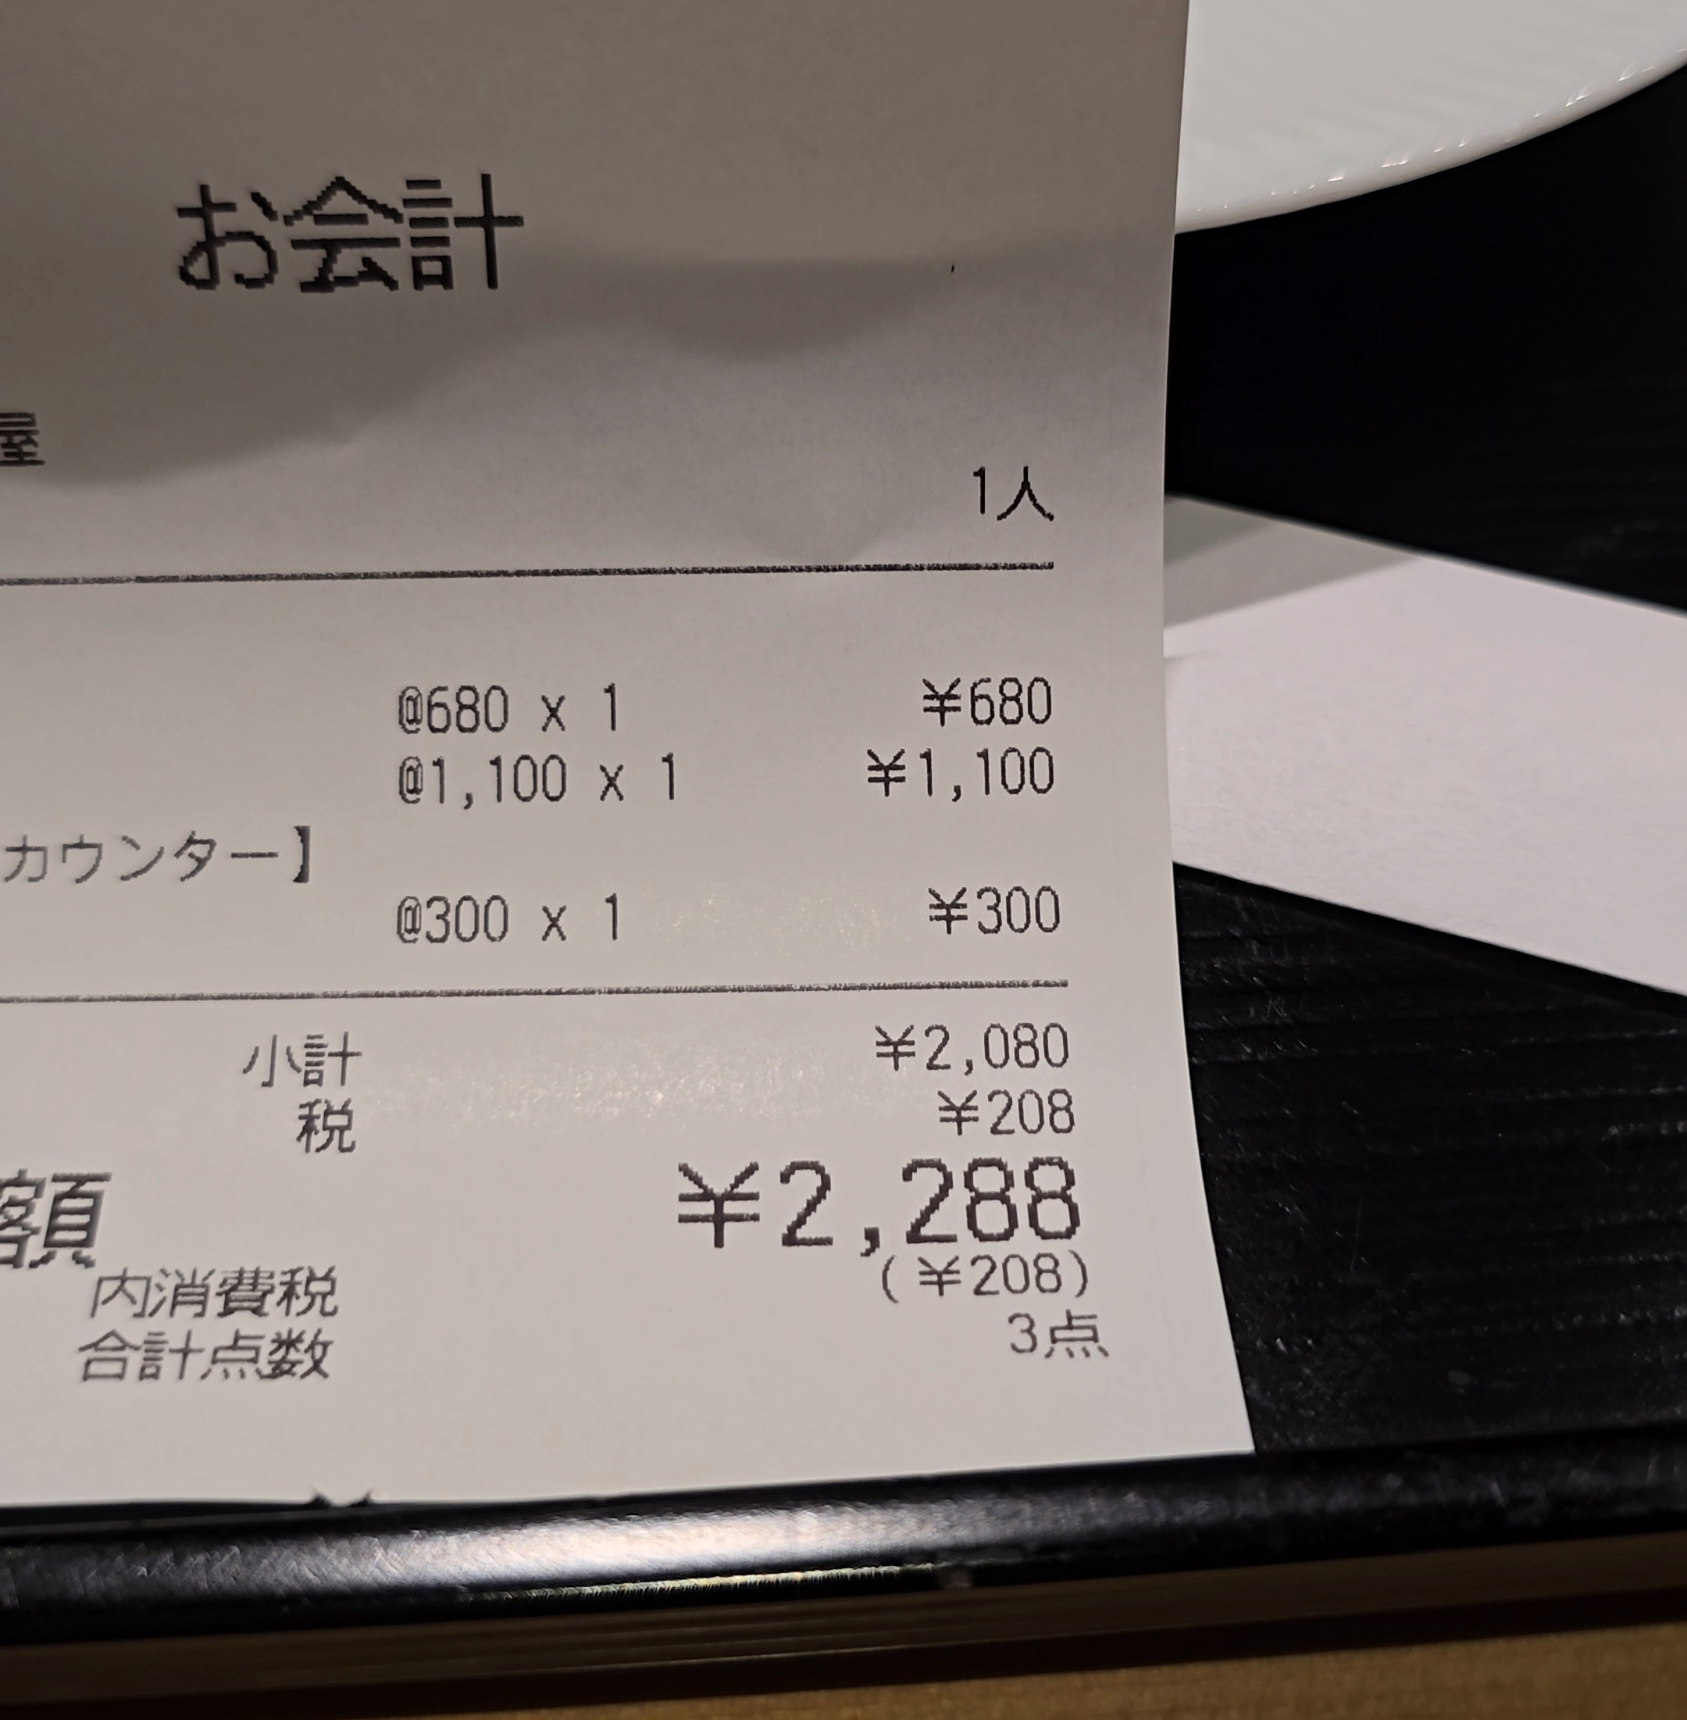 お会計
屋
1人
@680 x 1 ¥680
@1,100 x 1 ¥1,100
カウンター】
@300 x 1 ¥300
小計 ¥2,080
税 ¥208
額 ¥2,288
内消費税 (¥208)
合計点数 3点